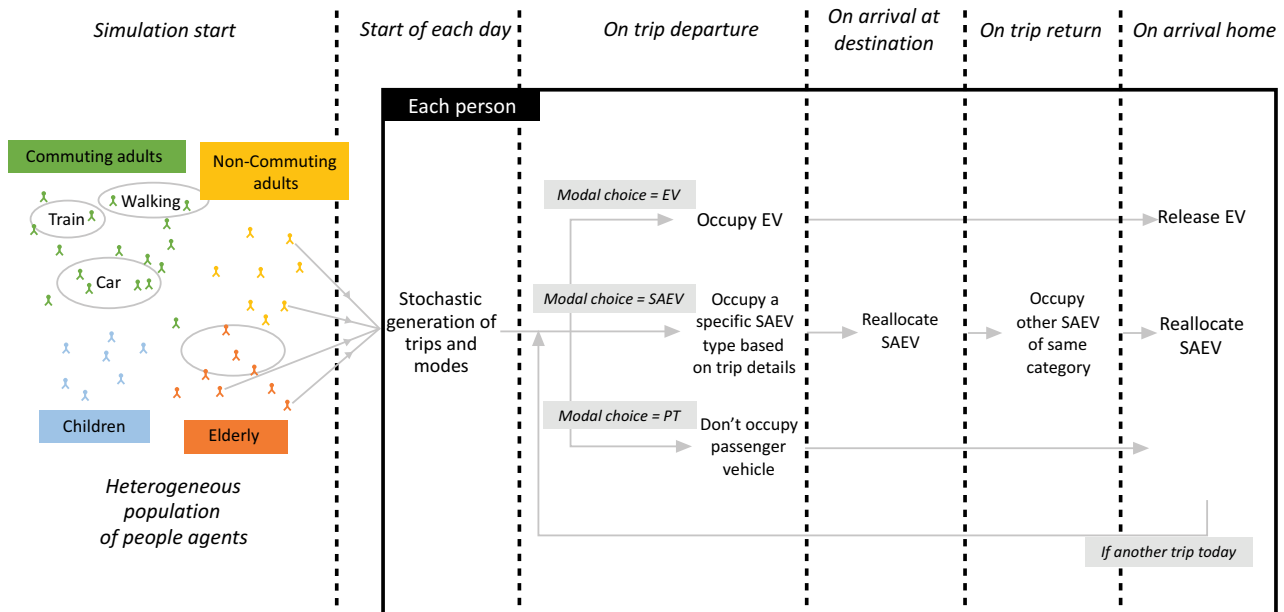 Simulation start
Start of each day
On trip departure
On arrival at
destination
On trip return
On arrival home
Each person
Commuting adults
Non-Commuting
adults
Walking
Train
Car
Children
Elderly
Heterogeneous
population
of people agents
Stochastic
generation of
trips and
modes
Modal choice = EV
Occupy EV
Release EV
Modal choice = SAEV
Occupy a
specific SAEV
type based
on trip details
Reallocate
SAEV
Occupy
other SAEV
of same
category
Reallocate
SAEV
Modal choice = PT
Don't occupy
passenger
vehicle
If another trip today